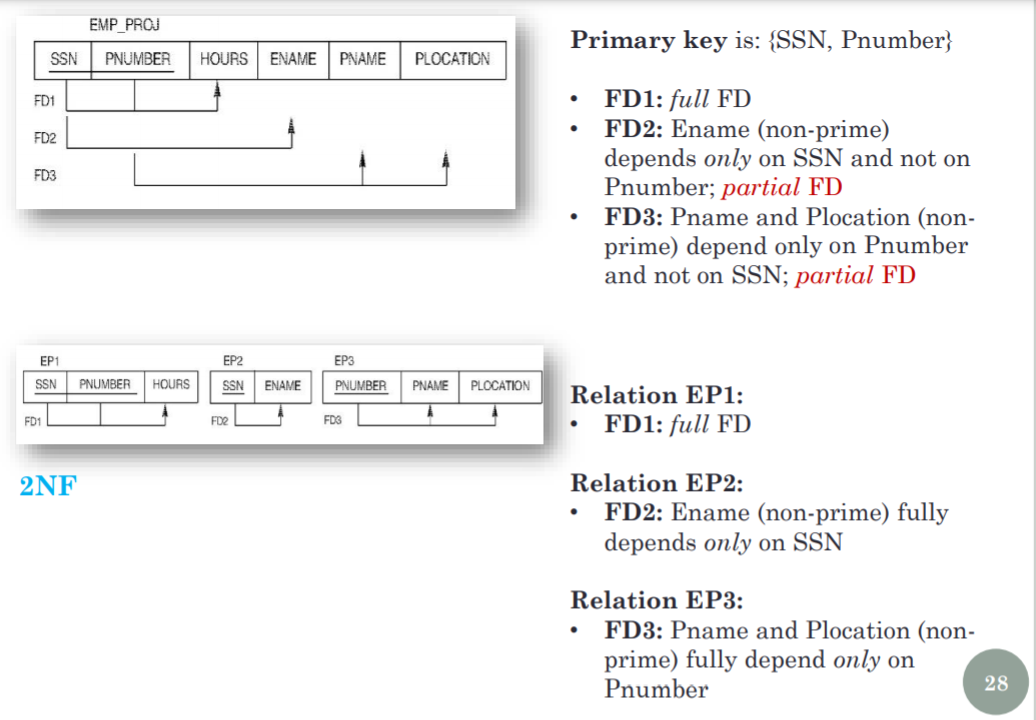 EMP_PROJ
SSN PNUMBER HOURS ENAME PNAME PLOCATION
FD1
FD2
FD3
Primary key is: {SSN, Pnumber}
• FD1: full FD
• FD2: Ename (non-prime)
depends only on SSN and not on
Pnumber; partial FD
• FD3: Pname and Plocation (non-
prime) depend only on Pnumber
and not on SSN; partial FD
EP1 EP2 EP3
SSN PNUMBER HOURS SSN ENAME PNUMBER PNAME PLOCATION
FD1 FD2 FD3
2NF
Relation EP1:
• FD1: full FD
Relation EP2:
• FD2: Ename (non-prime) fully
depends only on SSN
Relation EP3:
• FD3: Pname and Plocation (non-
prime) fully depend only on
Pnumber
28